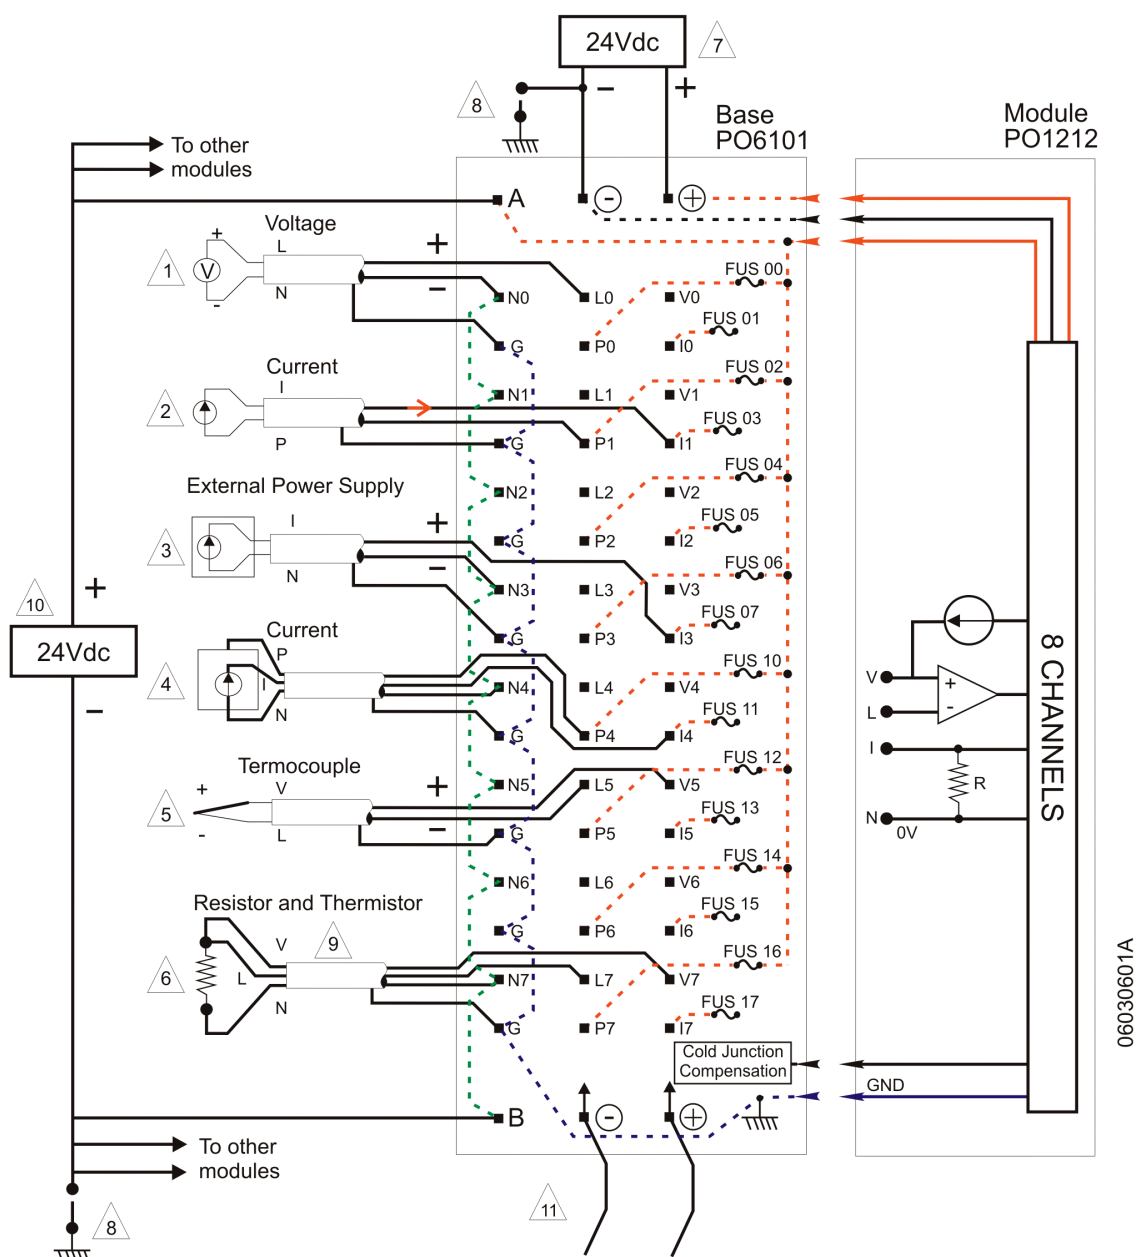 24Vdc
7
8
-
+
Base
PO6101
Module
PO1212
To other
modules
A
-
+
Voltage
L
+
V
1
N
-
+
-
FUS 00
N0
L0
V0
FUS 01
G
P0
I0
Current
I
2
P
FUS 02
N1
L1
V1
FUS 03
G
P1
I1
External Power Supply
I
3
N
+
-
FUS 04
N2
L2
V2
FUS 05
G
P2
I2
FUS 06
N3
L3
V3
FUS 07
G
P3
I3
10
+
24Vdc
-
Current
P
4
I
N
FUS 10
N4
L4
V4
FUS 11
G
P4
I4
Termocouple
V
+
5
-
L
+
-
FUS 12
N5
L5
V5
FUS 13
G
P5
I5
FUS 14
N6
L6
V6
FUS 15
G
P6
I6
Resistor and Thermistor
V
9
6
L
N
FUS 16
N7
L7
V7
FUS 17
G
P7
I7
V
+
L
-
I
R
N
0V
8 CHANNELS
Cold Junction
Compensation
GND
B
-
+
To other
modules
8
11
06030601A